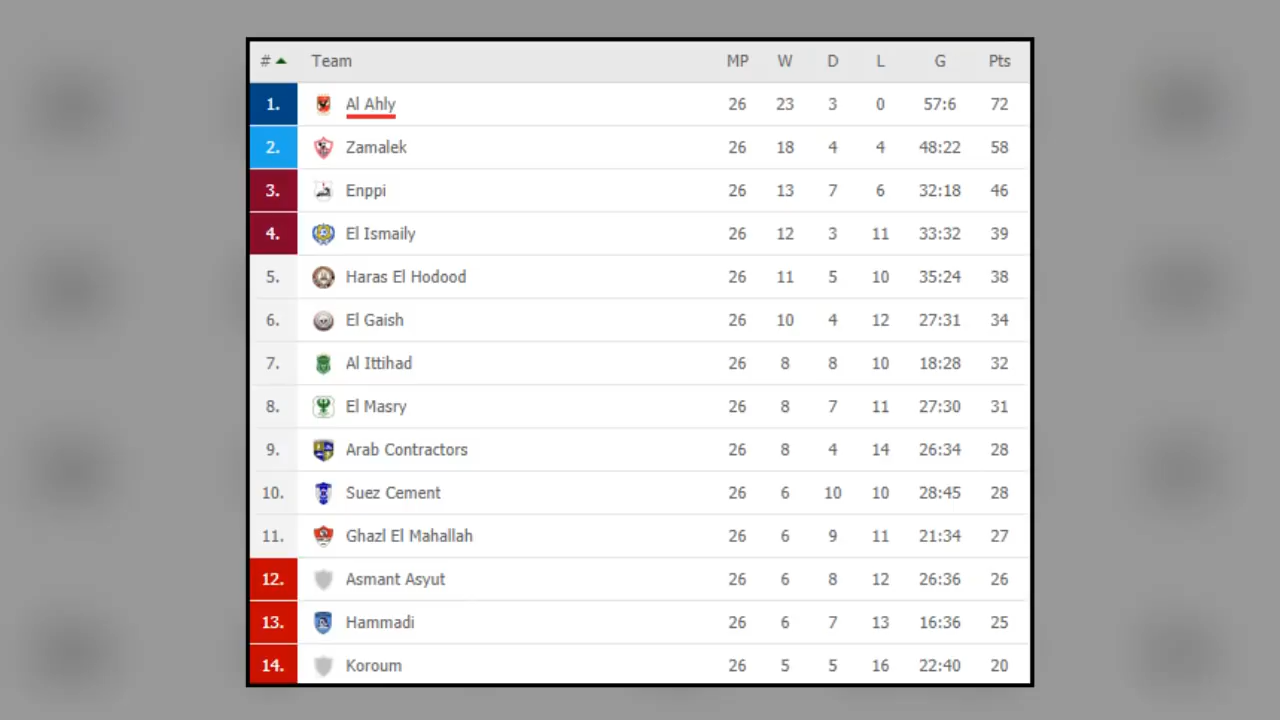 # Team MP W D L G Pts
1. Al Ahly 26 23 3 0 57:6 72
2. Zamalek 26 18 4 4 48:22 58
3. Enppi 26 13 7 6 32:18 46
4. El Ismaily 26 12 3 11 33:32 39
5. Haras El Hodood 26 11 5 10 35:24 38
6. El Gaish 26 10 4 12 27:31 34
7. Al Ittihad 26 8 8 10 18:28 32
8. El Masry 26 8 7 11 27:30 31
9. Arab Contractors 26 8 4 14 26:34 28
10. Suez Cement 26 6 10 10 28:45 28
11. Ghazl El Mahallah 26 6 9 11 21:34 27
12. Asmant Asyut 26 6 8 12 26:36 26
13. Hammadi 26 6 7 13 16:36 25
14. Koroum 26 5 5 16 22:40 20